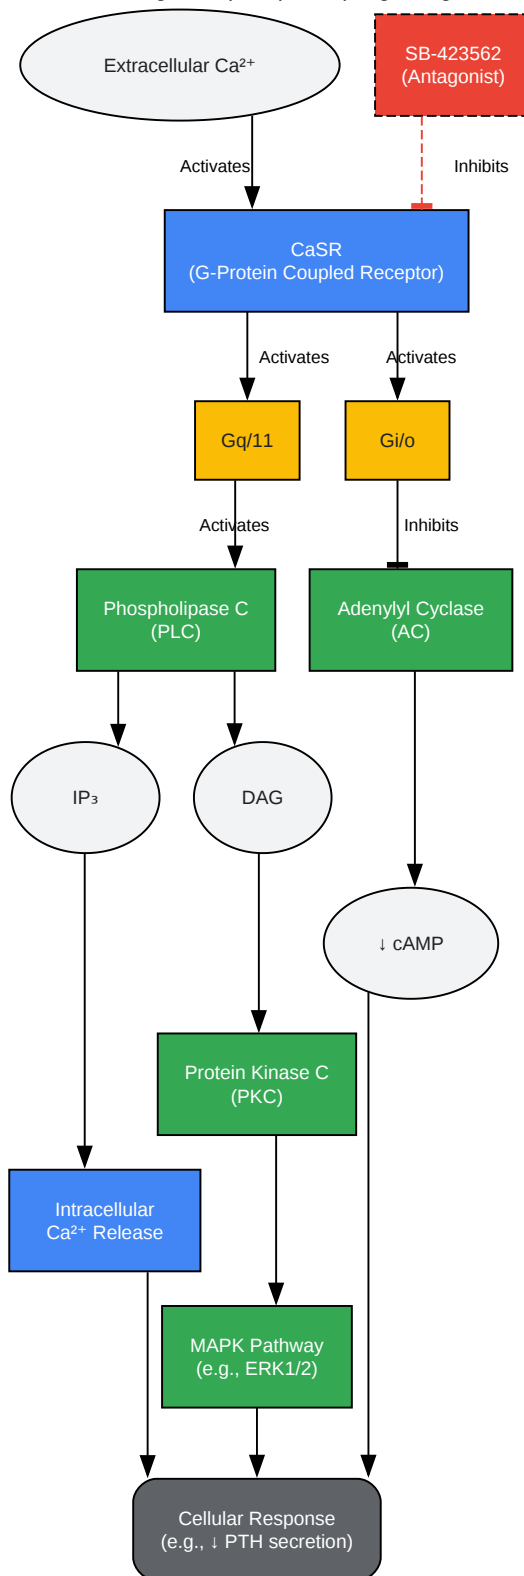 Extracellular Ca²⁺
SB-423562
(Antagonist)
Activates
Inhibits
CaSR
(G-Protein Coupled Receptor)
Activates
Activates
Gq/11
Gi/o
Activates
Inhibits
Phospholipase C
(PLC)
Adenylyl Cyclase
(AC)
IP₃
DAG
↓ cAMP
Protein Kinase C
(PKC)
Intracellular
Ca²⁺ Release
MAPK Pathway
(e.g., ERK1/2)
Cellular Response
(e.g., ↓ PTH secretion)